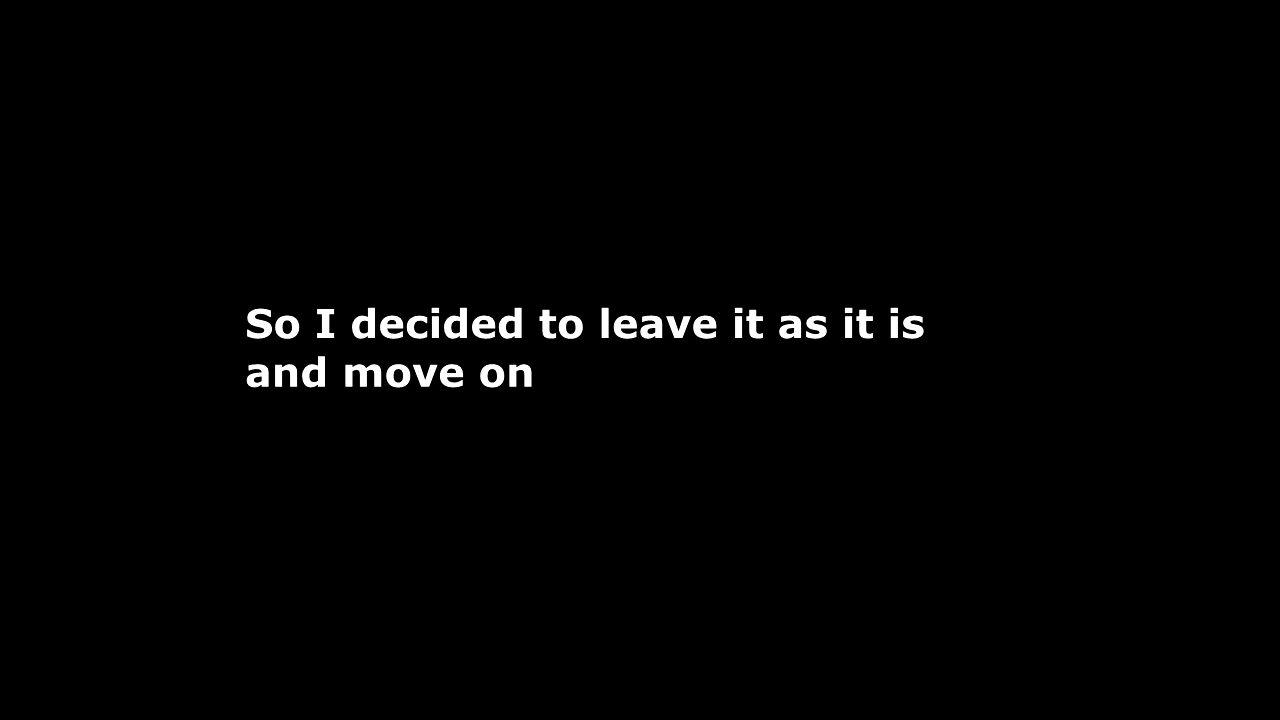 So I decided to leave it as it is
and move on